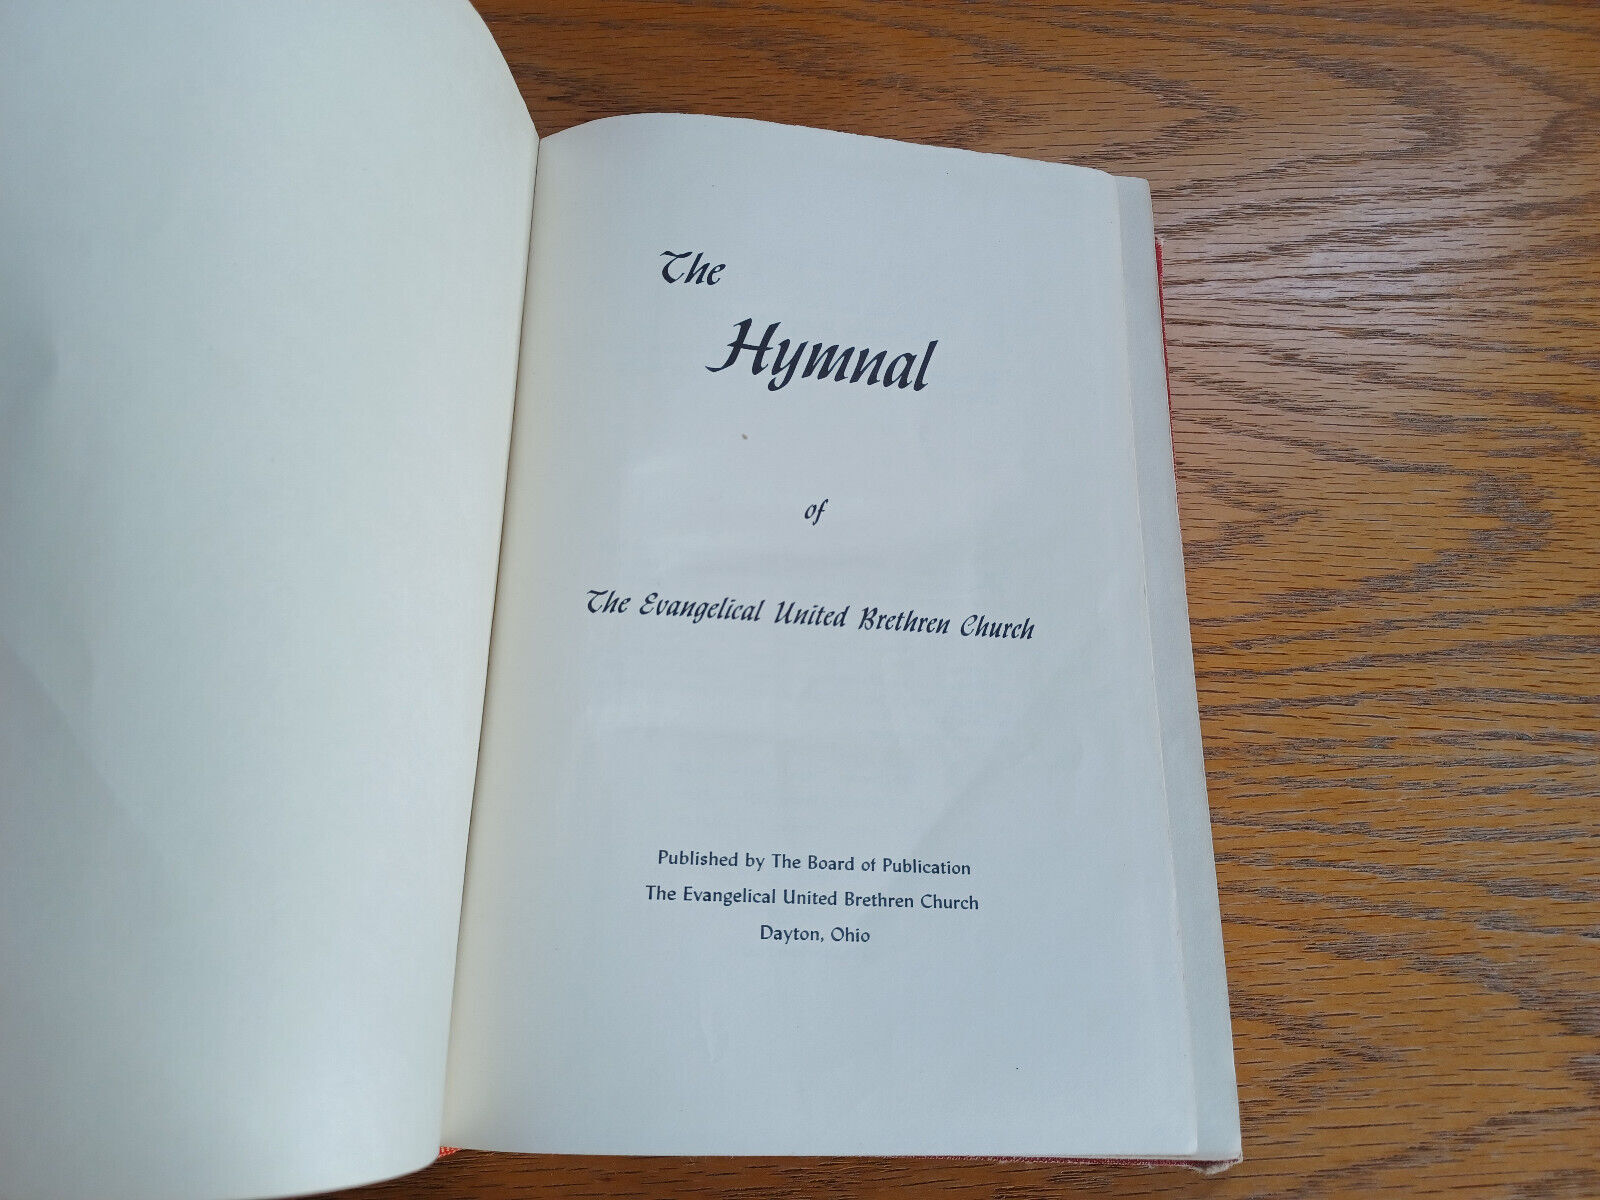 The
Hymnal
of
The Evangelical United Brethren Church
Published by The Board of Publication
The Evangelical United Brethren Church
Dayton, Ohio